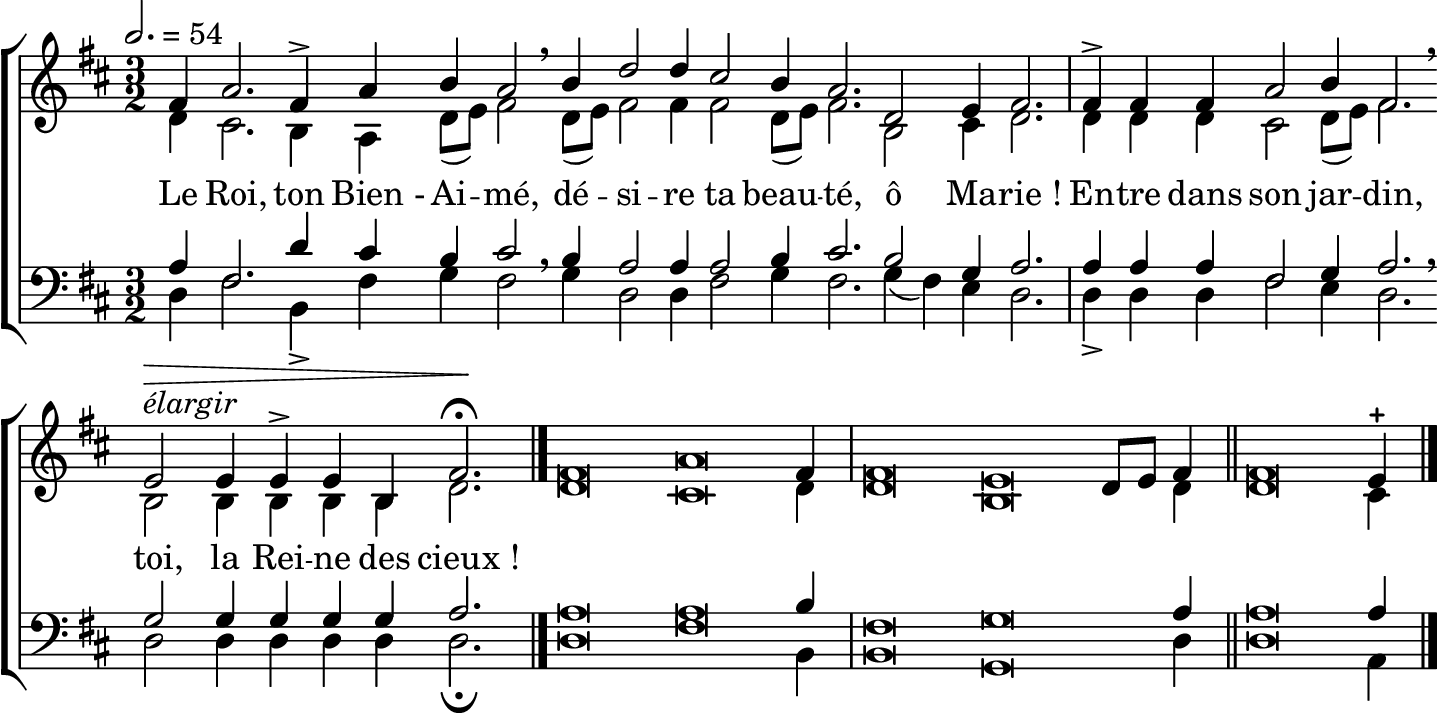 = 54
Le Roi, ton Bien - Ai – mé, dé – si – re ta beau – té, ô Marie ! Entre dans son jar – din,
élargir
toi, la Rei – ne des cieux !